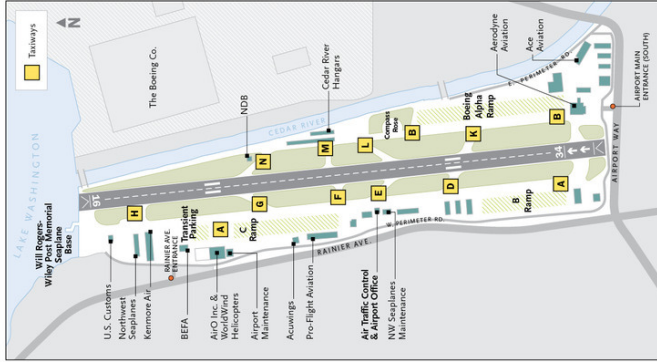 Taxiways
N
LAKE WASHINGTON
Will Rogers-
Wiley Post Memorial
Seaplane
Base
The Boeing Co.
CEDAR RIVER
NDB
Cedar River
Hangars
Compass
Rose
Boeing
Alpha
Ramp
Aerodyne
Aviation
Ace
Aviation
E. PERIMETER RD.
AIRPORT MAIN
ENTRANCE (SOUTH)
AIRPORT WAY
16
34
H
N
M
L
B
K
B
G
F
E
D
A
A
Transient
Parking
C
Ramp
B
Ramp
U.S. Customs
Northwest
Seaplanes
Kenmore Air
RAINIER AVE.
ENTRANCE
BEFA
AirO Inc. &
WorldWind
Helicopters
Airport
Maintenance
RAINIER AVE.
Acuwings
Pro-Flight Aviation
Air Traffic Control
& Airport Office
NW Seaplanes
Maintenance
W. PERIMETER RD.